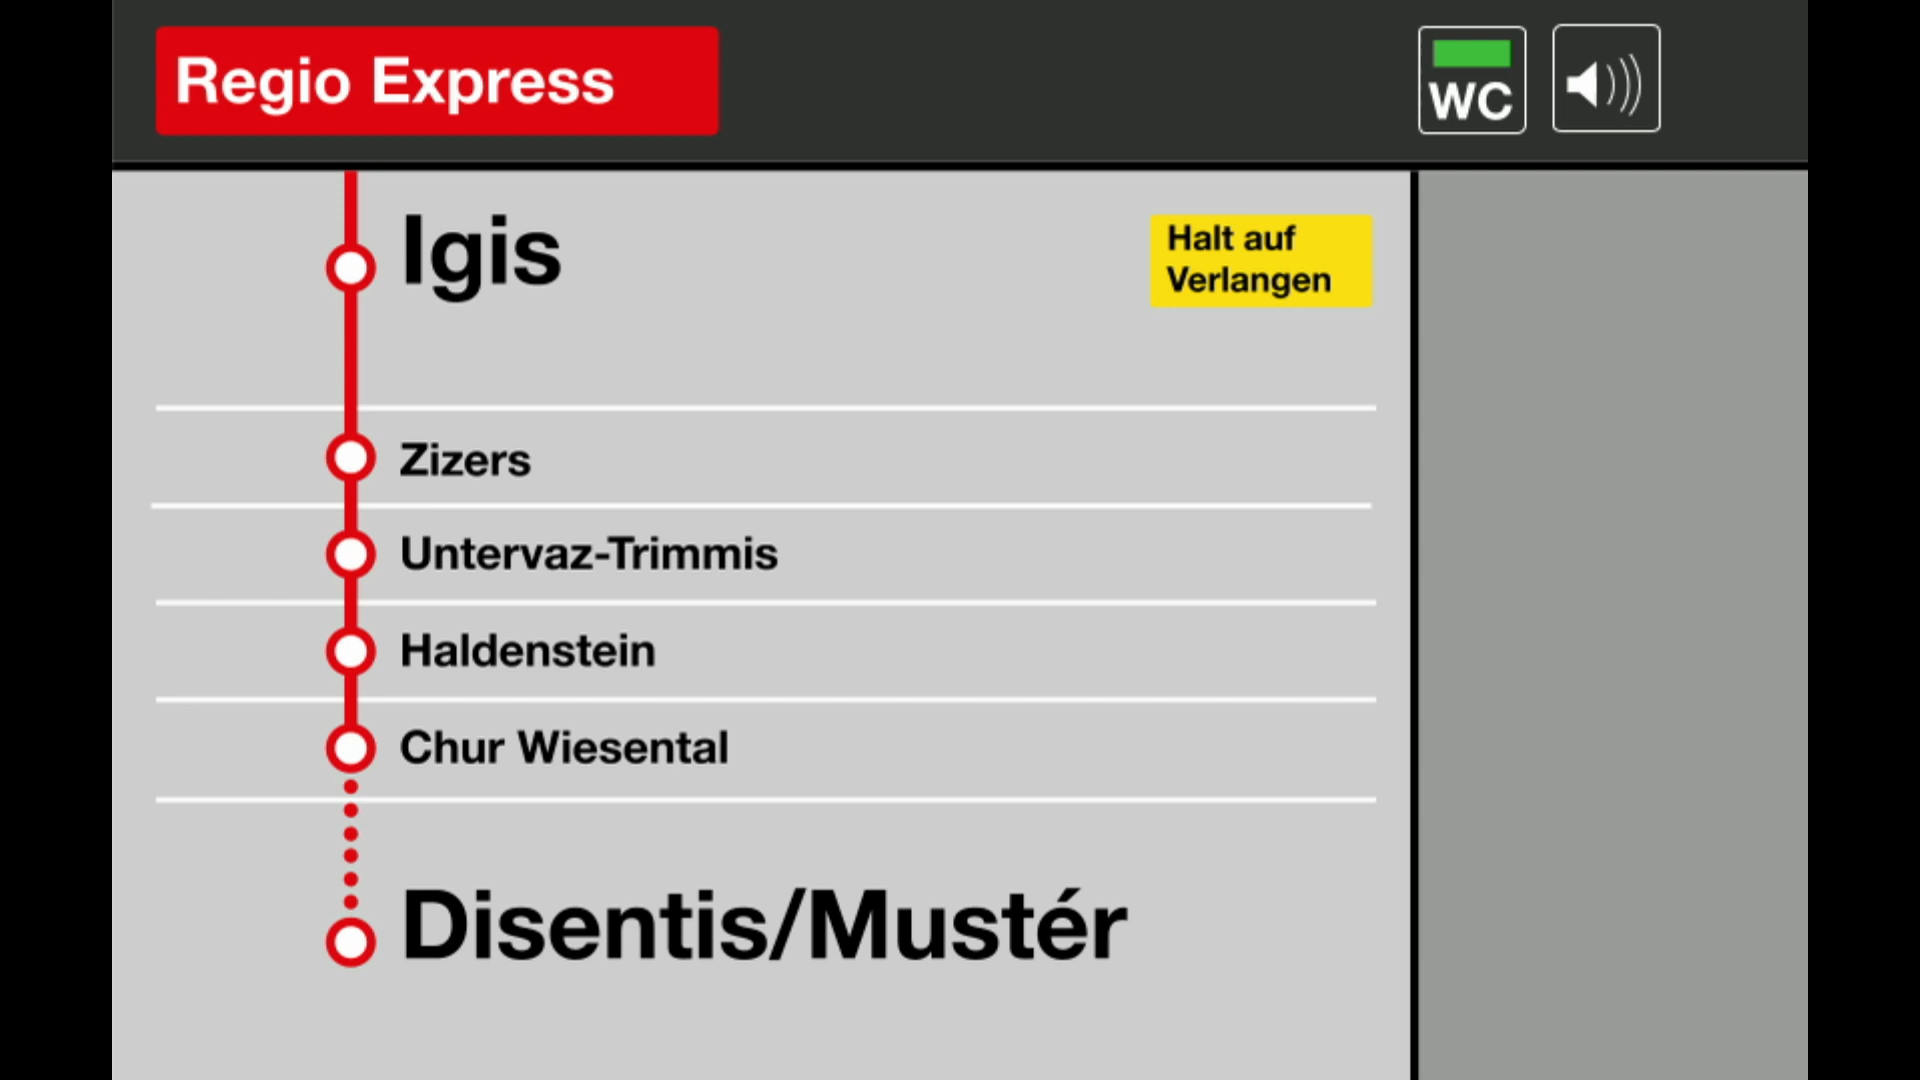 Regio Express
WC
Igis
Halt auf
Verlangen
Zizers
Untervaz-Trimmis
Haldenstein
Chur Wiesental
Disentis/Mustér